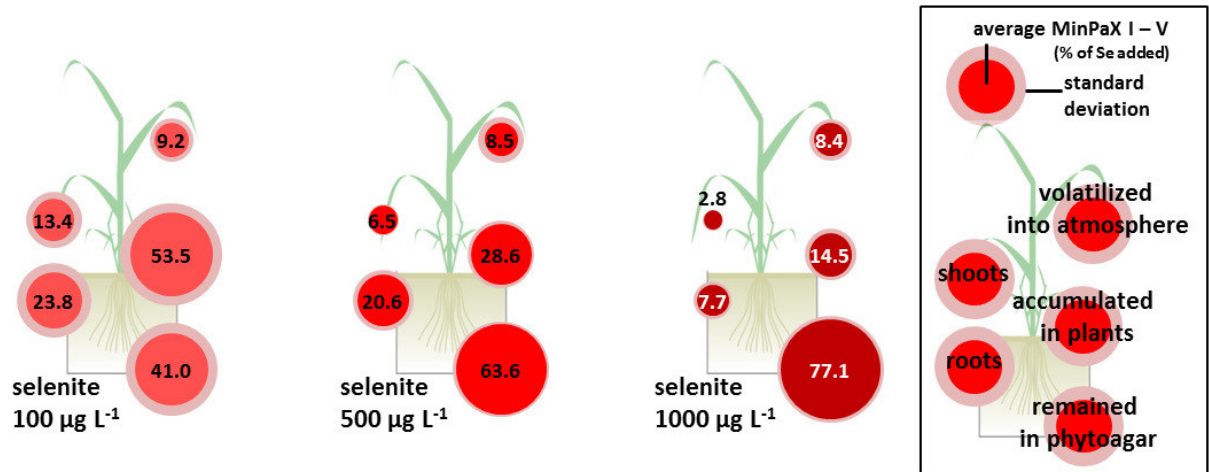 9.2
13.4
53.5
23.8
41.0
selenite
100 µg L⁻¹
8.5
6.5
28.6
20.6
63.6
selenite
500 µg L⁻¹
8.4
2.8
14.5
7.7
77.1
selenite
1000 µg L⁻¹
average MinPaX I – V
(% of Se added)
standard
deviation
volatilized
into atmosphere
shoots
accumulated
in plants
roots
remained
in phytoagar